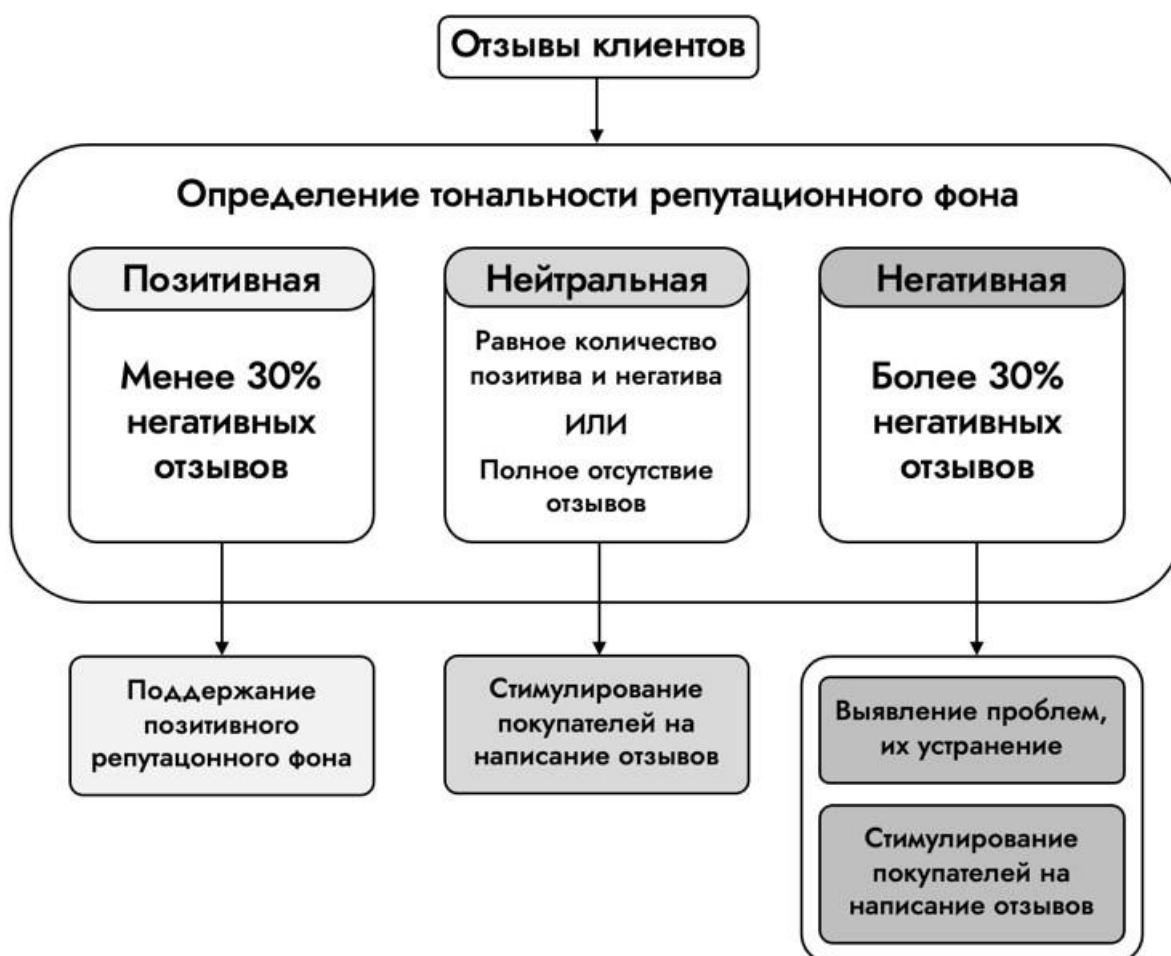 Отзывы клиентов
Определение тональности репутационного фона
Позитивная
Менее 30%
негативных
отзывов
Нейтральная
Равное количество
позитива и негатива
ИЛИ
Полное отсутствие
отзывов
Негативная
Более 30%
негативных
отзывов
Поддержание
позитивного
репутацонного фона
Стимулирование
покупателей на
написание отзывов
Выявление проблем,
их устранение
Стимулирование
покупателей на
написание отзывов